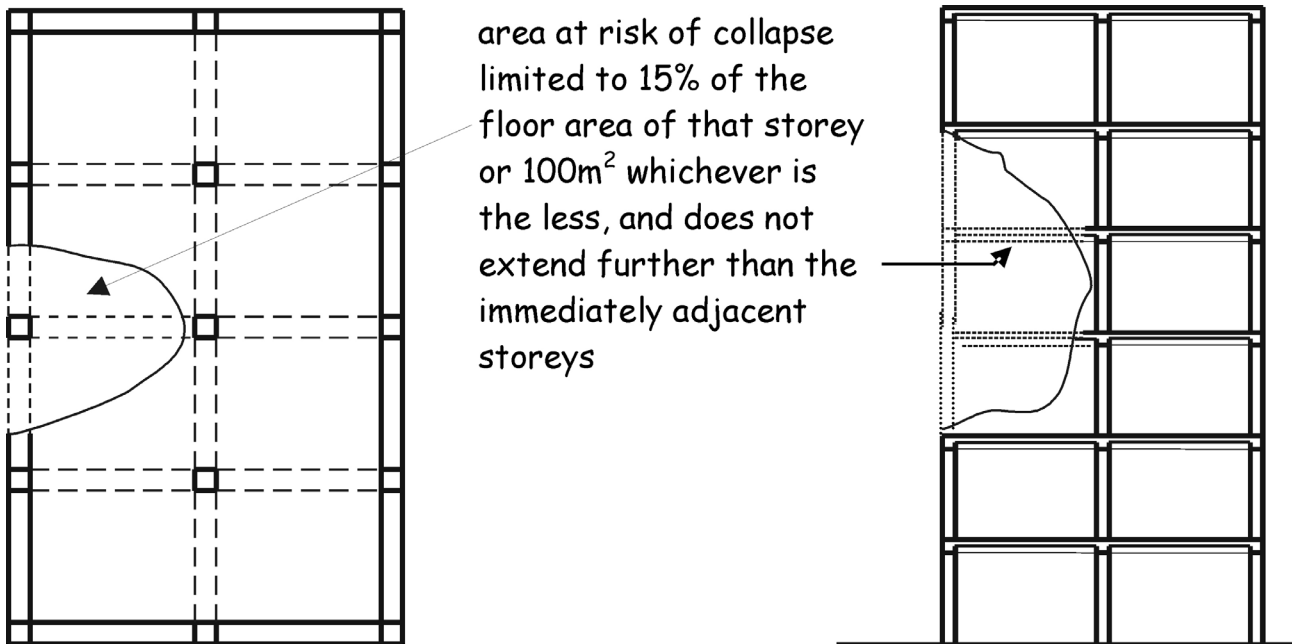 area at risk of collapse
limited to 15% of the
floor area of that storey
or 100m² whichever is
the less, and does not
extend further than the
immediately adjacent
storeys